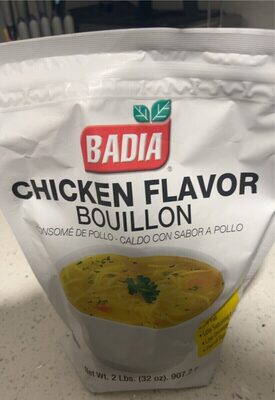 BADIA
CHICKEN FLAVOR
BOUILLON
CONSOMÉ DE POLLO - CALDO CON SABOR A POLLO
Net Wt. 2 Lbs. (32 oz). 907.2